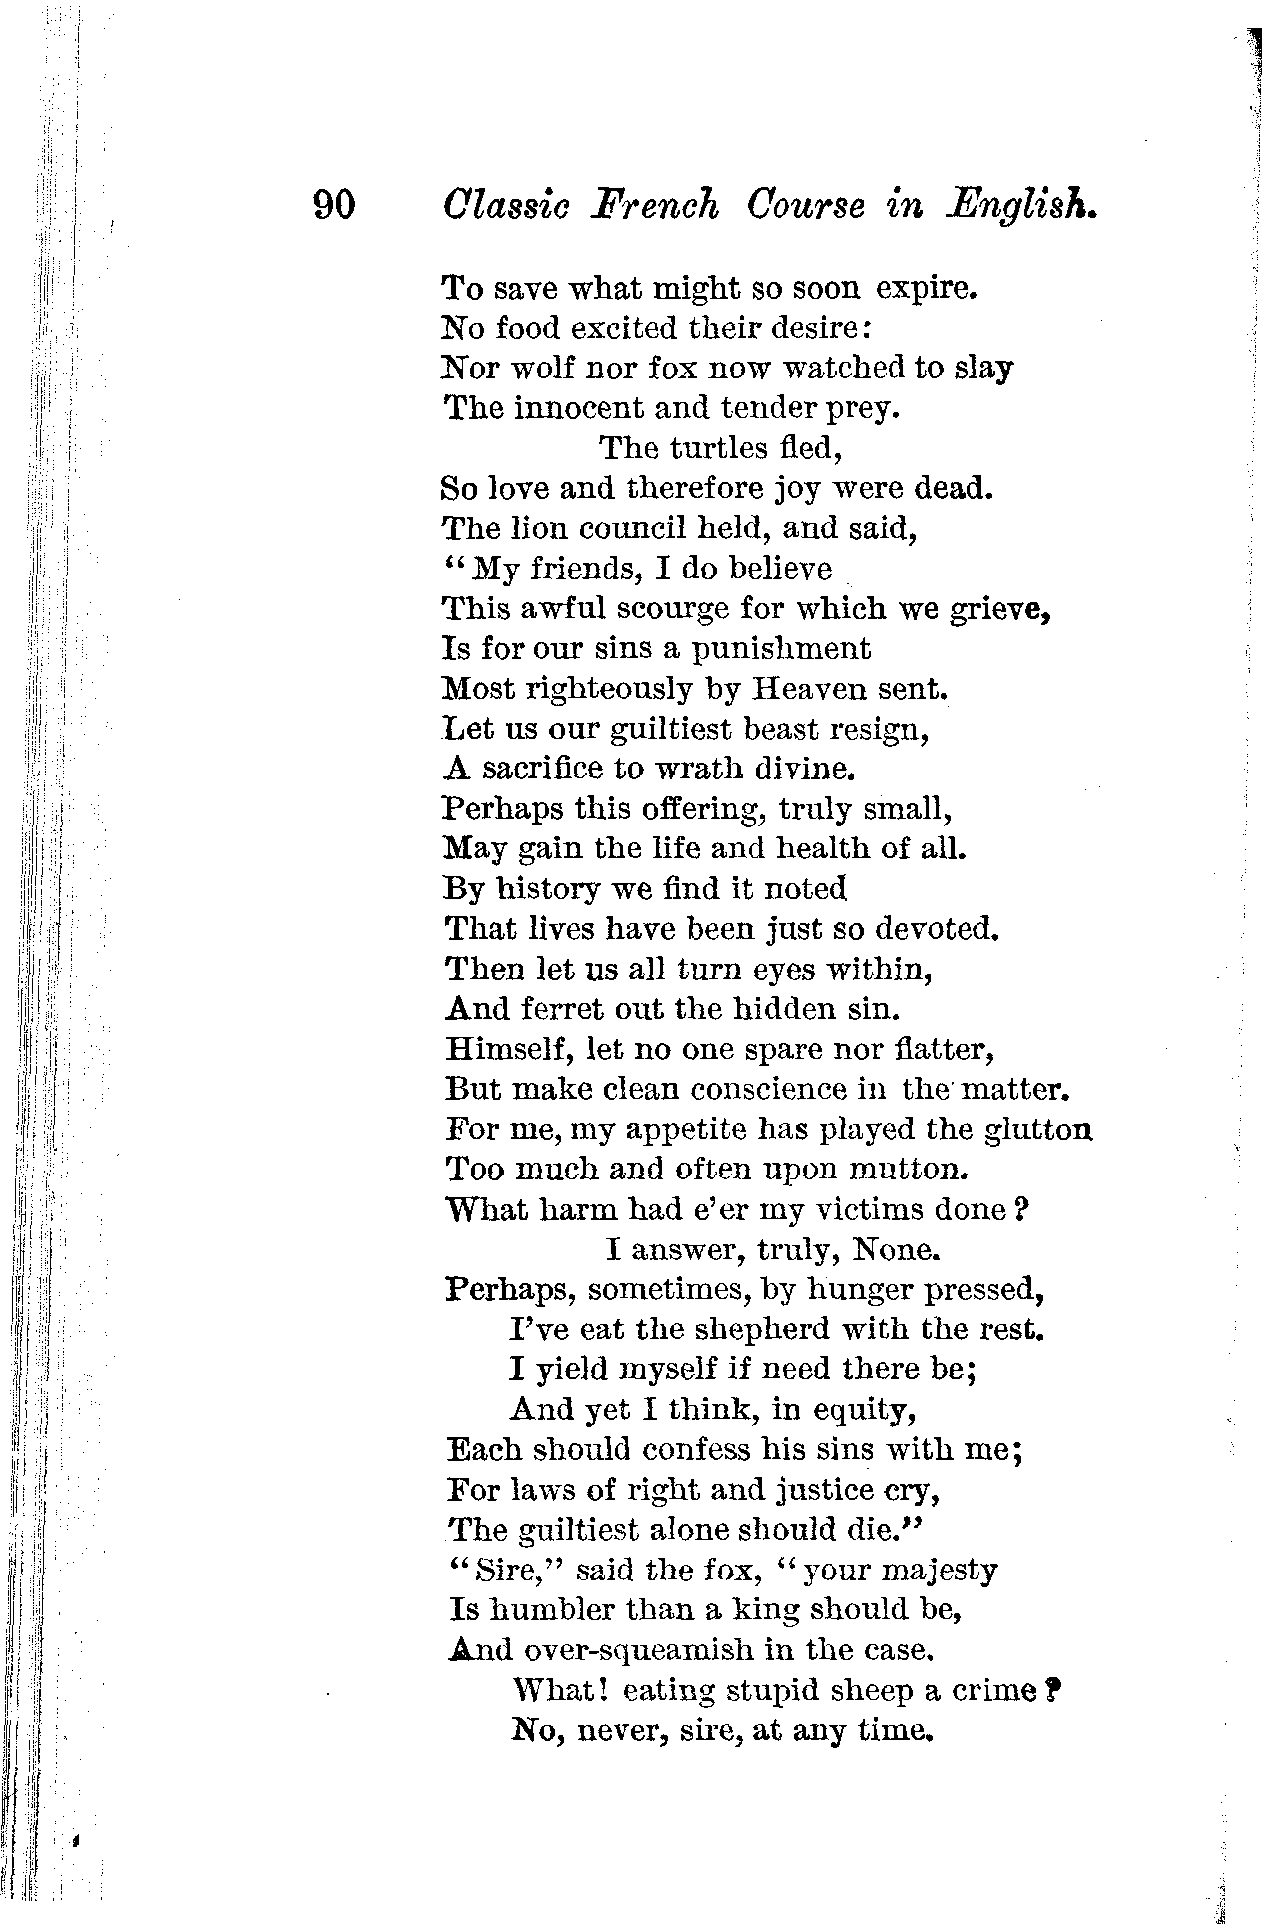 90 Classic French Course in English.
To save what might so soon expire.
No food excited their desire:
Nor wolf nor fox now watched to slay
The innocent and tender prey.
The turtles fled,
So love and therefore joy were dead.
The lion council held, and said,
“My friends, I do believe
This awful scourge for which we grieve,
Is for our sins a punishment
Most righteously by Heaven sent.
Let us our guiltiest beast resign,
A sacrifice to wrath divine.
Perhaps this offering, truly small,
May gain the life and health of all.
By history we find it noted
That lives have been just so devoted.
Then let us all turn eyes within,
And ferret out the hidden sin.
Himself, let no one spare nor flatter,
But make clean conscience in the matter.
For me, my appetite has played the glutton
Too much and often upon mutton.
What harm had e’er my victims done?
I answer, truly, None.
Perhaps, sometimes, by hunger pressed,
I’ve eat the shepherd with the rest.
I yield myself if need there be;
And yet I think, in equity,
Each should confess his sins with me;
For laws of right and justice cry,
The guiltiest alone should die.”
“Sire,” said the fox, “your majesty
Is humbler than a king should be,
And over-squeamish in the case.
What! eating stupid sheep a crime?
No, never, sire, at any time.